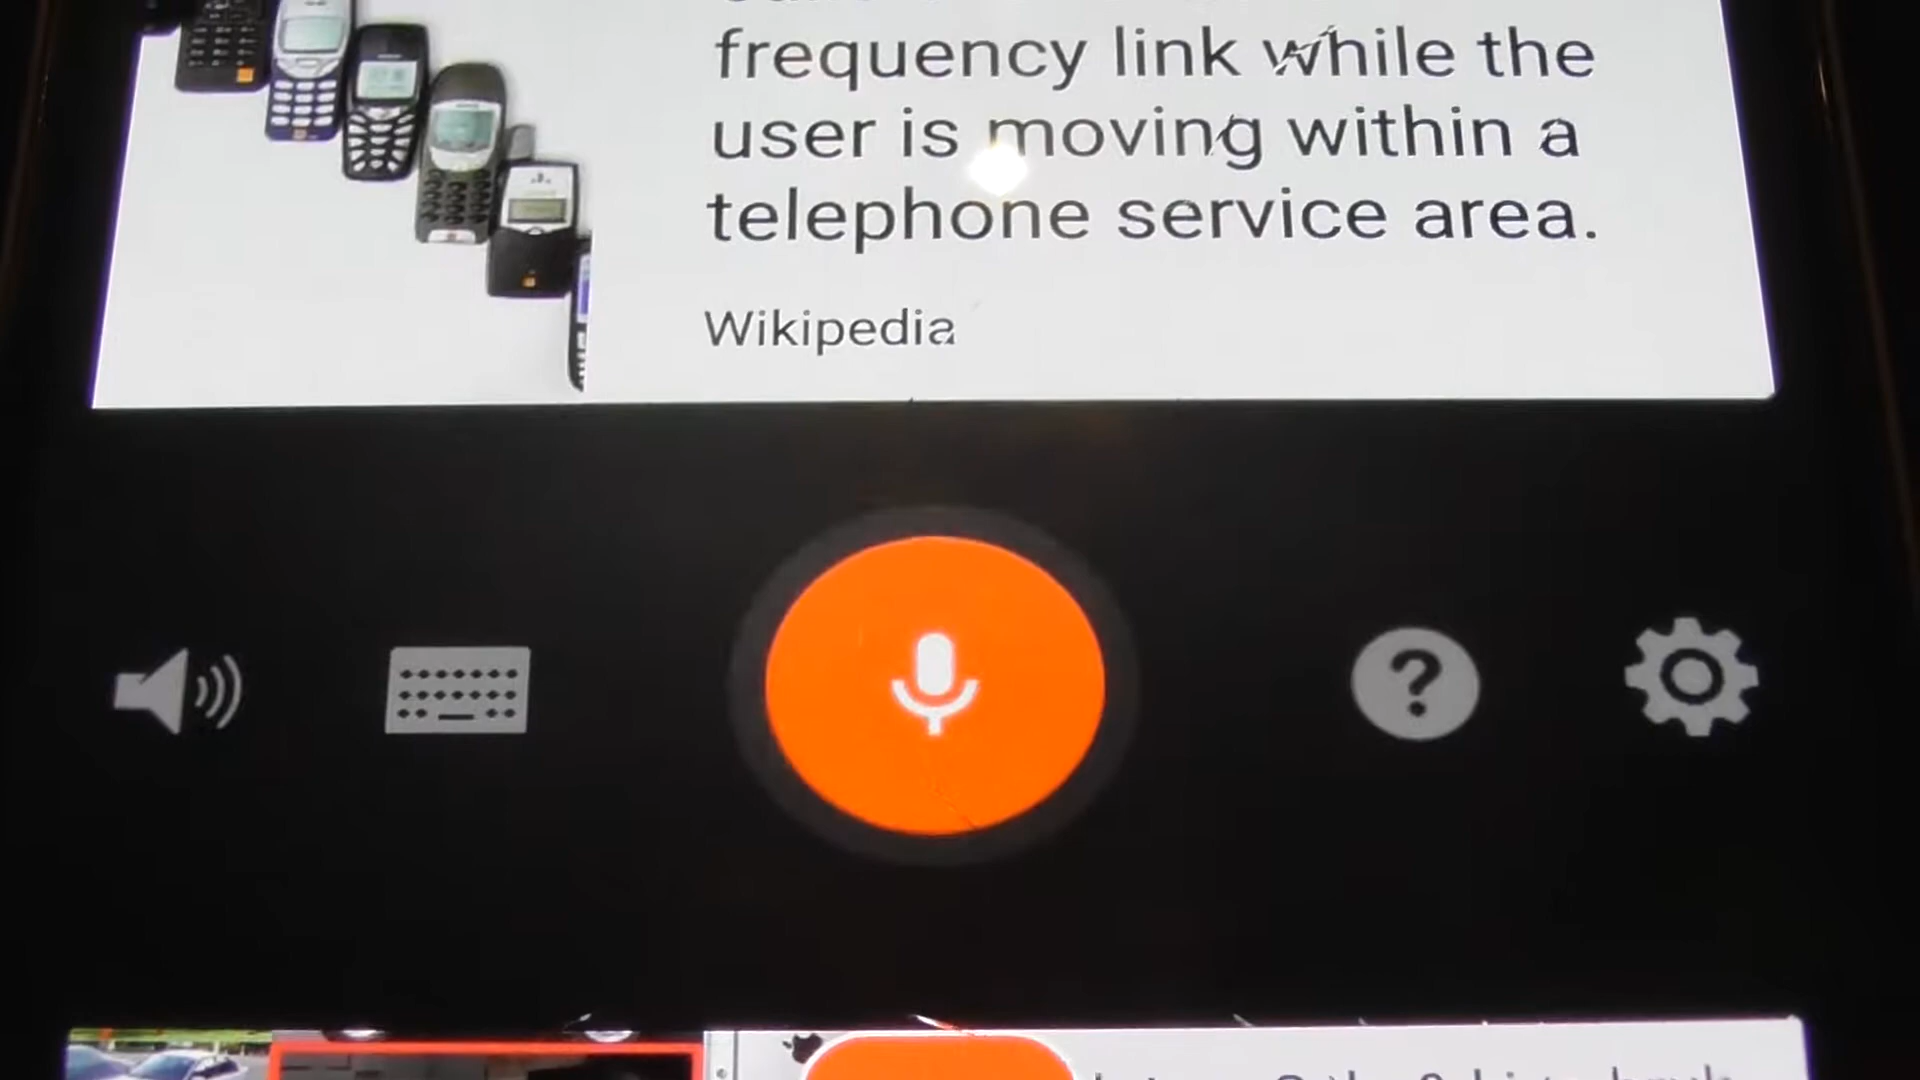 frequency link while the
user is moving within a
telephone service area.
Wikipedia